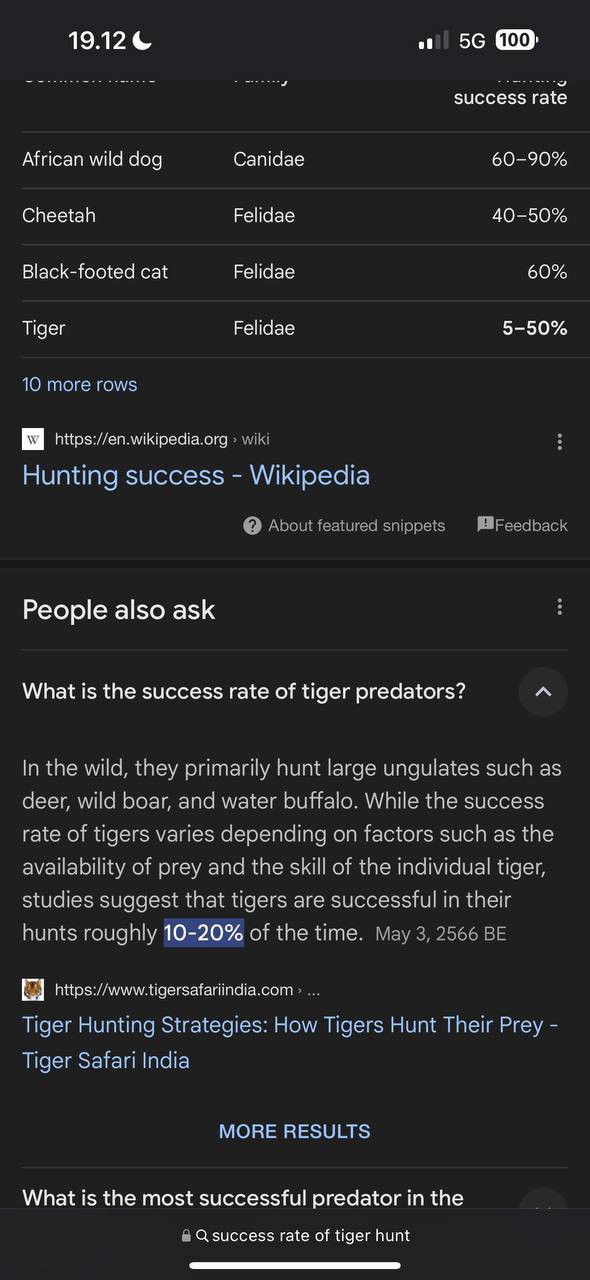 19.12
5G 100
success rate
African wild dog Canidae 60–90%
Cheetah Felidae 40–50%
Black-footed cat Felidae 60%
Tiger Felidae 5–50%
10 more rows
W https://en.wikipedia.org › wiki
Hunting success - Wikipedia
About featured snippets Feedback
People also ask
What is the success rate of tiger predators?
In the wild, they primarily hunt large ungulates such as
deer, wild boar, and water buffalo. While the success
rate of tigers varies depending on factors such as the
availability of prey and the skill of the individual tiger,
studies suggest that tigers are successful in their
hunts roughly 10-20% of the time. May 3, 2566 BE
https://www.tigersafariindia.com › ...
Tiger Hunting Strategies: How Tigers Hunt Their Prey -
Tiger Safari India
MORE RESULTS
What is the most successful predator in the
success rate of tiger hunt